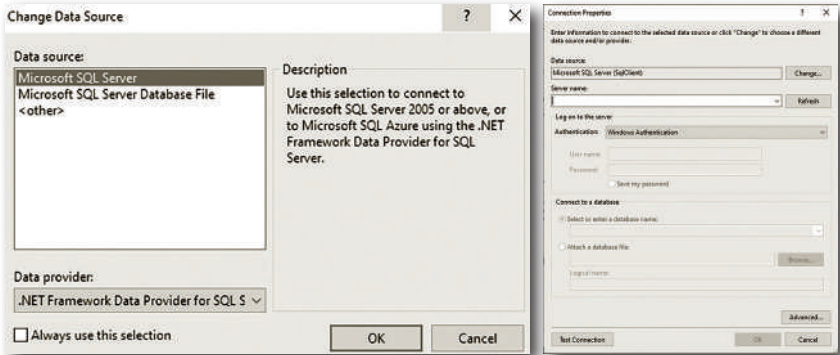 Change Data Source
? X
Data source:
Microsoft SQL Server
Microsoft SQL Server Database File
<other>
Description
Use this selection to connect to
Microsoft SQL Server 2005 or above, or
to Microsoft SQL Azure using the .NET
Framework Data Provider for SQL
Server.
Data provider:
.NET Framework Data Provider for SQL S
Always use this selection
OK
Cancel
Connection Properties
? X
Enter information to connect to the selected data source or click "Change" to choose a different
data source and/or provider.
Data source:
Microsoft SQL Server (SqlClient)
Change...
Server name:
Refresh
Log on to the server
Authentication: Windows Authentication
User name:
Password:
Save my password
Connect to a database
Select or enter a database name:
Attach a database file:
Browse...
Logical name:
Advanced...
Test Connection
OK
Cancel